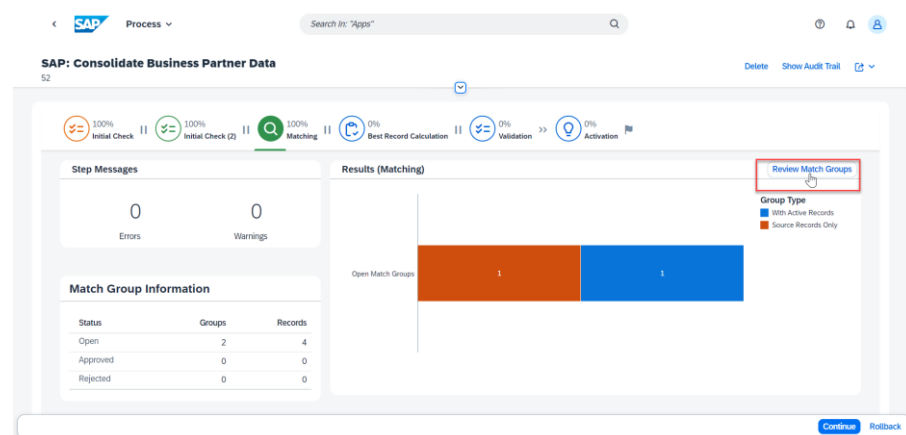 SAP Process Search In: "Apps"
SAP: Consolidate Business Partner Data
52
Delete Show Audit Trail
100% Initial Check
100% Initial Check (2)
100% Matching
0% Best Record Calculation
0% Validation
0% Activation
Step Messages
0 0
Errors Warnings
Match Group Information
Status Groups Records
Open 2 4
Approved 0 0
Rejected 0 0
Results (Matching)
Review Match Groups
Group Type
With Active Records
Source Records Only
Open Match Groups 1 1
Continue Rollback